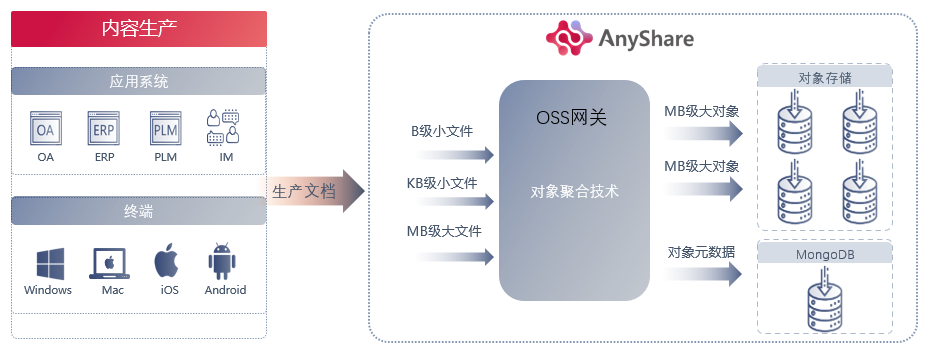 内容生产
应用系统
OA
ERP
PLM
OA
ERP
PLM
IM
终端
Windows
Mac
iOS
Android
生产文档
AnyShare
B级小文件
KB级小文件
MB级大文件
OSS网关
对象聚合技术
MB级大对象
MB级大对象
对象元数据
对象存储
MongoDB